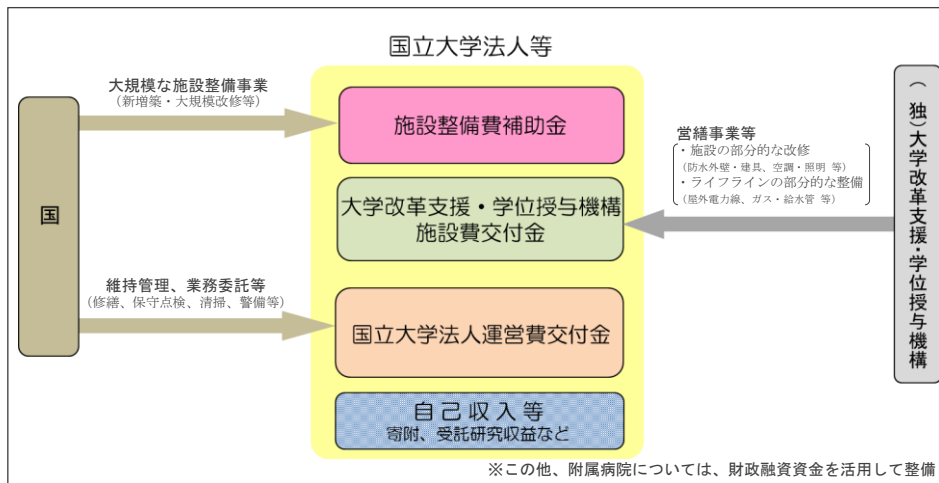 国立大学法人等
大規模な施設整備事業
（新増築・大規模改修等）
国
施設整備費補助金
営繕事業等
・施設の部分的な改修
（防水外壁・建具、空調・照明 等）
・ライフラインの部分的な整備
（屋外電力線、ガス・給水管 等）
大学改革支援・学位授与機構
施設費交付金
（独）大学改革支援・学位授与機構
維持管理、業務委託等
（修繕、保守点検、清掃、警備等）
国立大学法人運営費交付金
自己収入等
寄附、受託研究収益など
※この他、附属病院については、財政融資資金を活用して整備